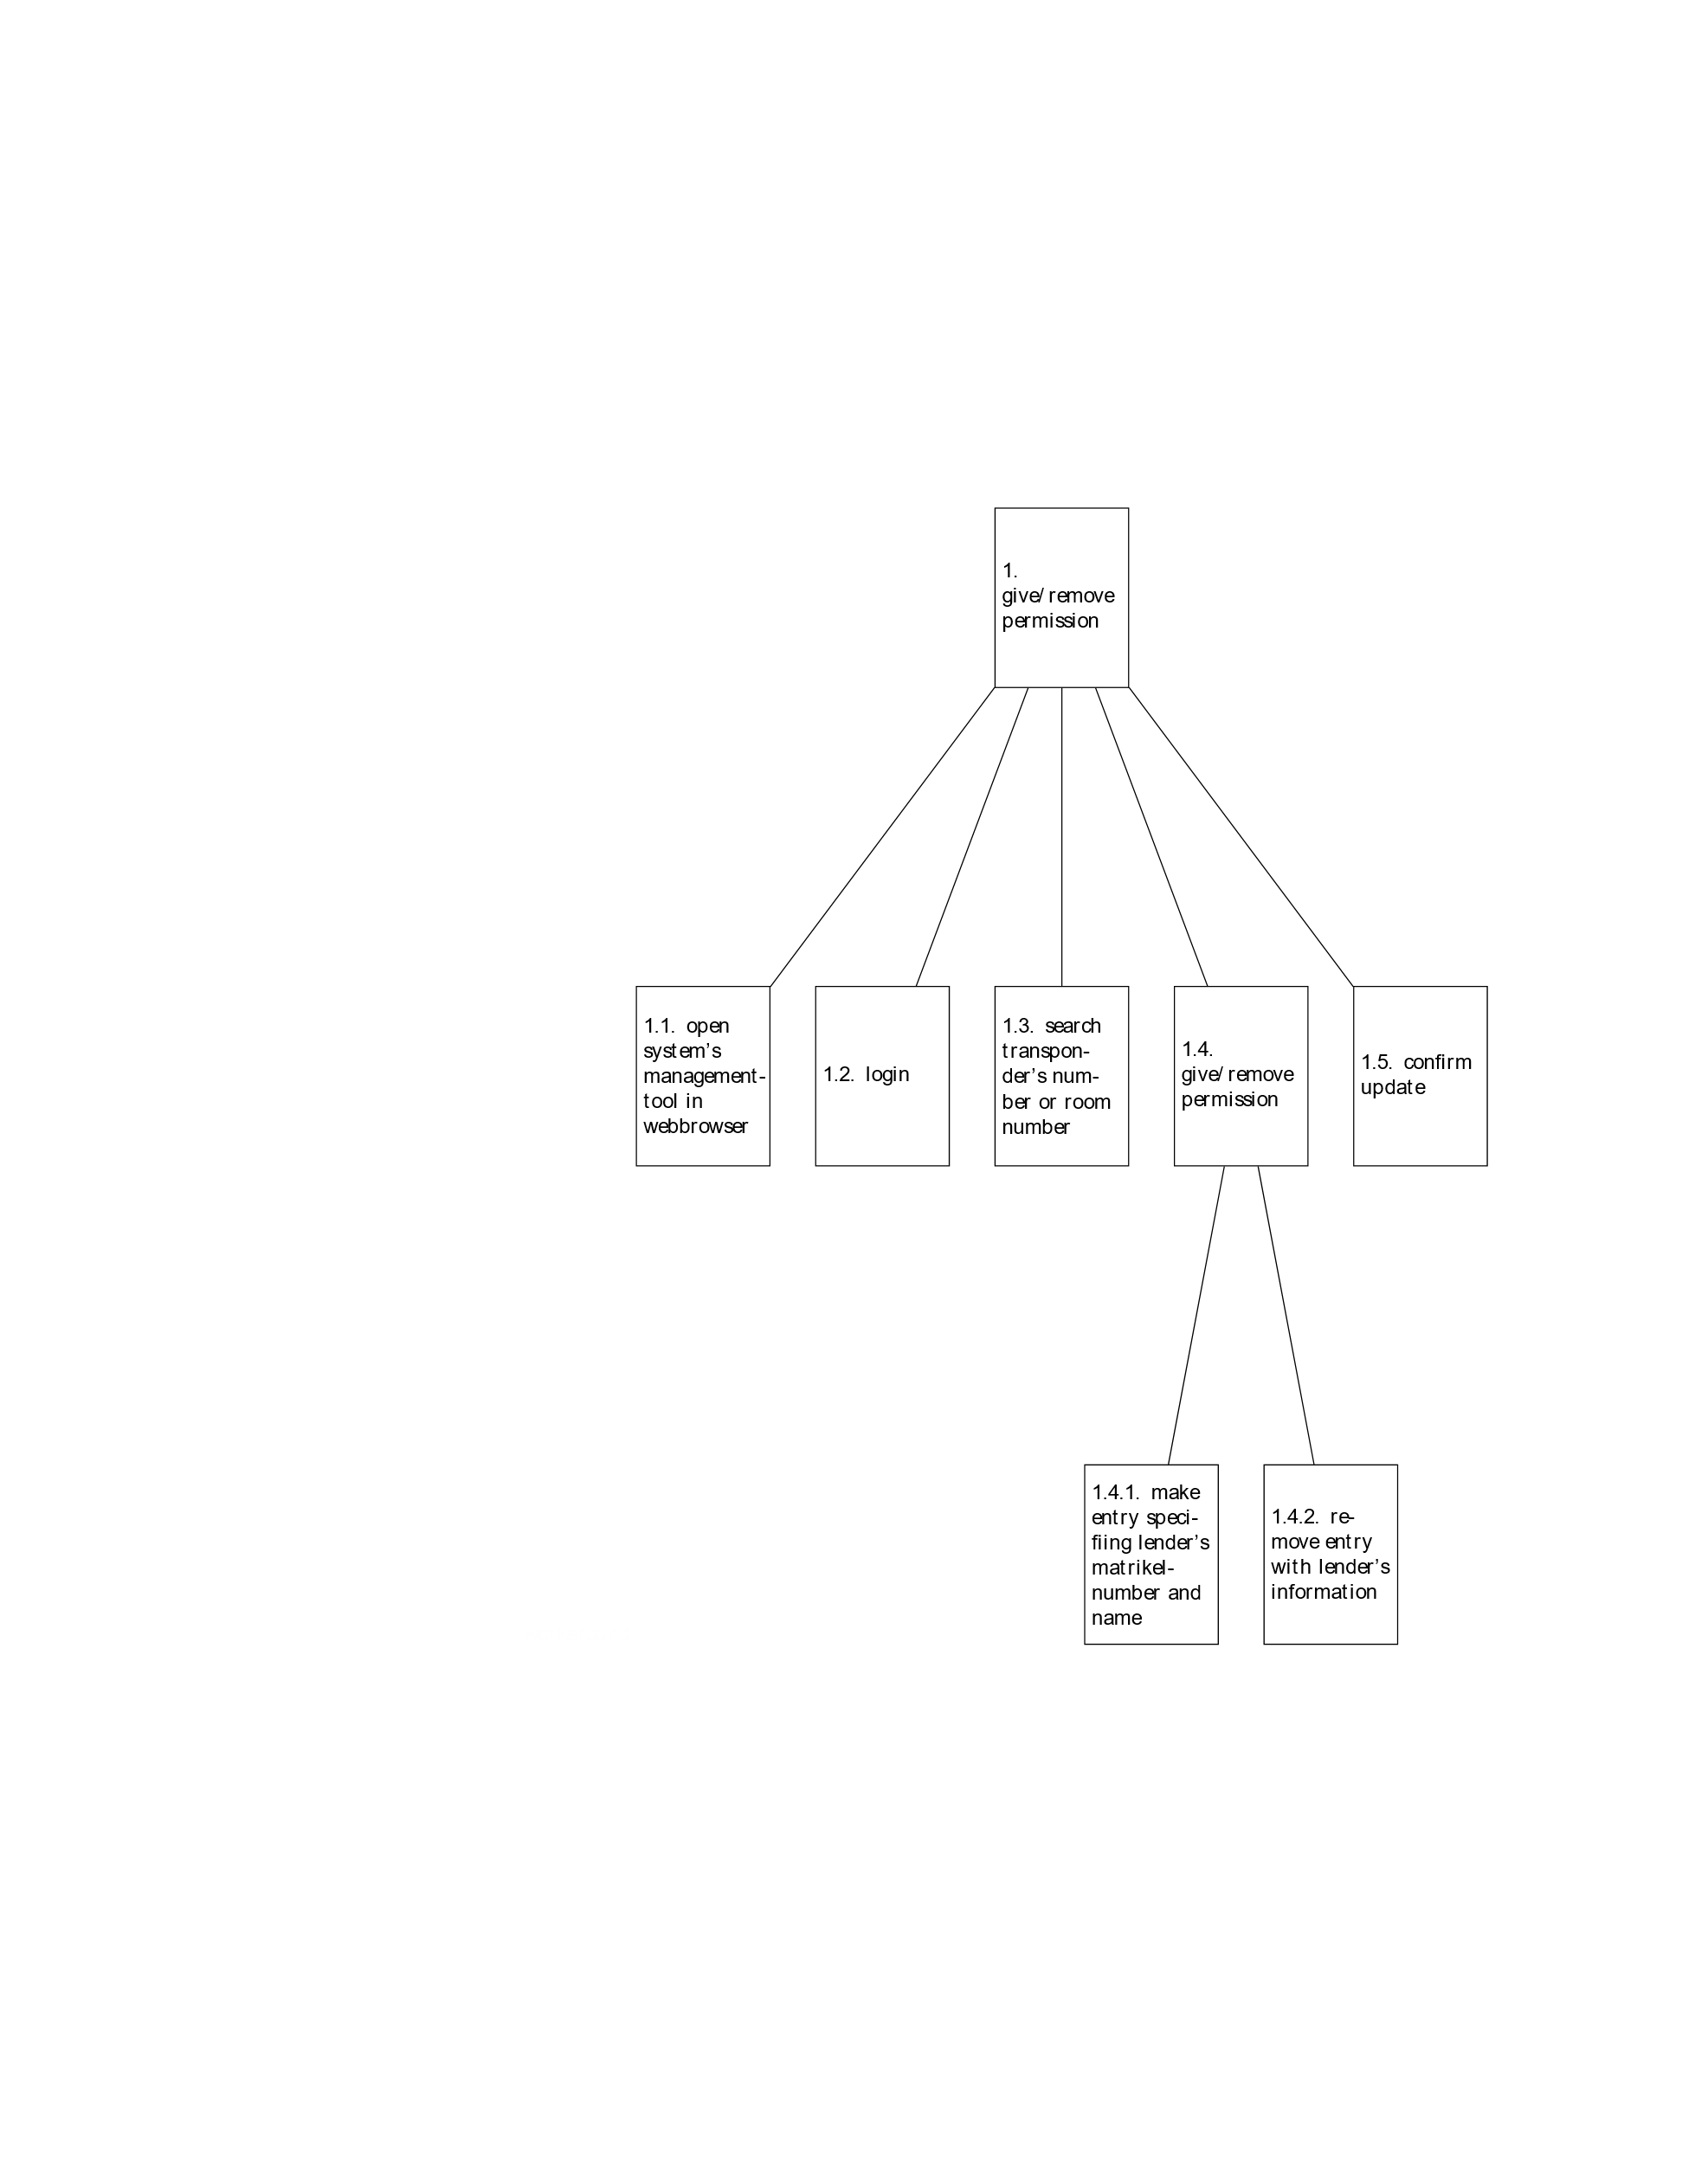 1.
give/ remove
permission
1.1. open
system’s
management-
tool in
webbrowser
1.2. login
1.3. search
transpon-
der’s num-
ber or room
number
1.4.
give/ remove
permission
1.5. confirm
update
1.4.1. make
entry speci-
fiing lender’s
matrikel-
number and
name
1.4.2. re-
move entry
with lender’s
information